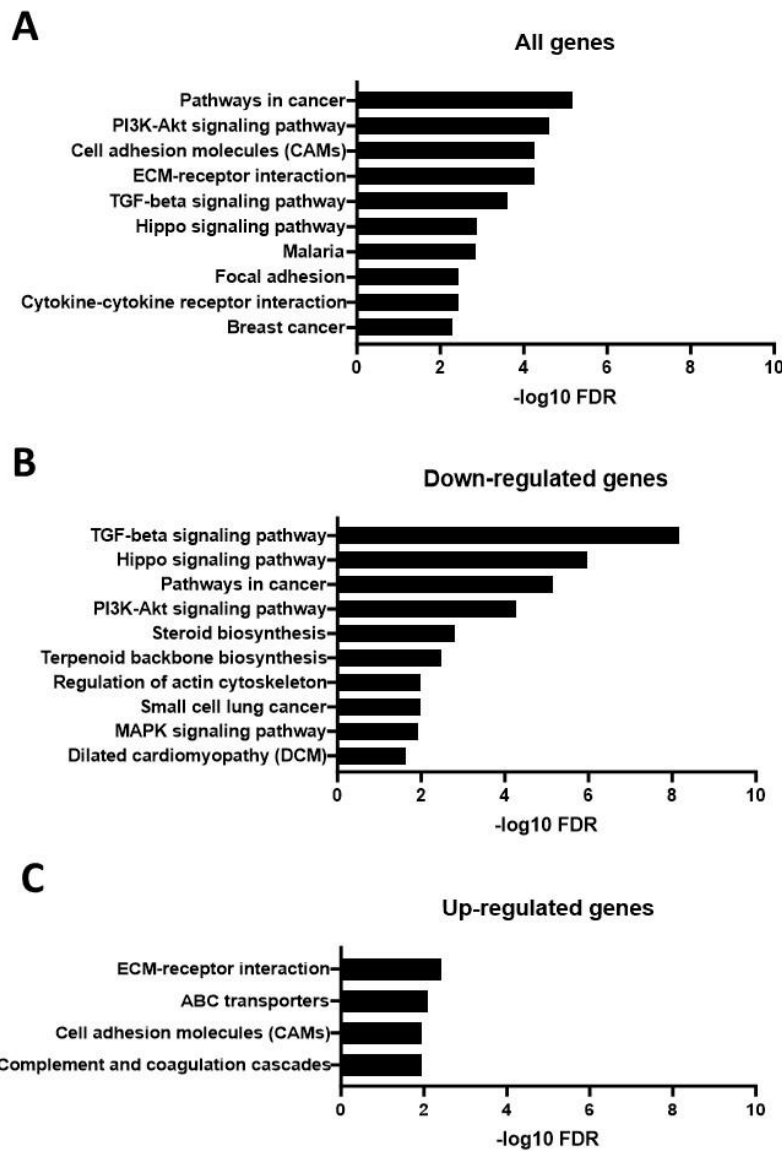 A
All genes
Pathways in cancer
PI3K-Akt signaling pathway
Cell adhesion molecules (CAMs)
ECM-receptor interaction
TGF-beta signaling pathway
Hippo signaling pathway
Malaria
Focal adhesion
Cytokine-cytokine receptor interaction
Breast cancer
0 2 4 6 8 10
-log10 FDR
B
Down-regulated genes
TGF-beta signaling pathway
Hippo signaling pathway
Pathways in cancer
PI3K-Akt signaling pathway
Steroid biosynthesis
Terpenoid backbone biosynthesis
Regulation of actin cytoskeleton
Small cell lung cancer
MAPK signaling pathway
Dilated cardiomyopathy (DCM)
0 2 4 6 8 10
-log10 FDR
C
Up-regulated genes
ECM-receptor interaction
ABC transporters
Cell adhesion molecules (CAMs)
Complement and coagulation cascades
0 2 4 6 8 10
-log10 FDR